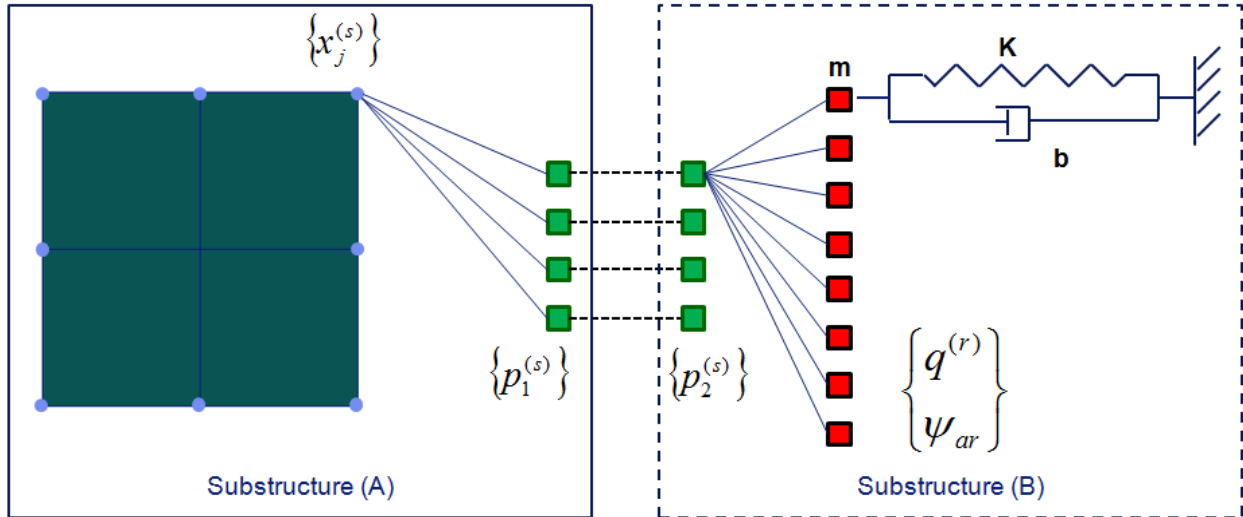 {x_j^(s)}
K
m
b
{p_1^(s)}
{p_2^(s)}
{q^(r)
ψ_ar}
Substructure (A)
Substructure (B)